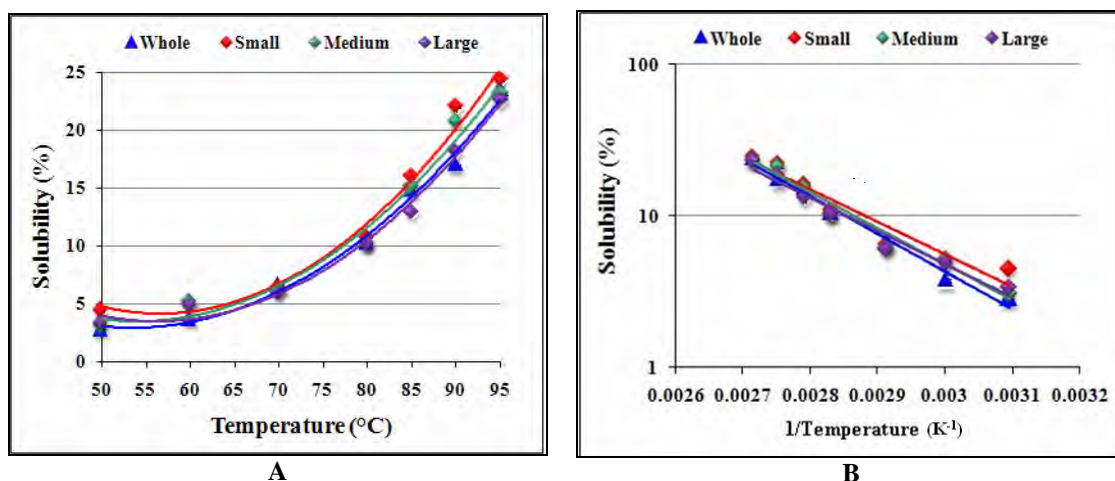 Whole Small Medium Large
25
20
15
10
5
0
50 55 60 65 70 75 80 85 90 95
Solubility (%)
Temperature (°C)
A
Whole Small Medium Large
100
10
1
0.0026 0.0027 0.0028 0.0029 0.003 0.0031 0.0032
Solubility (%)
1/Temperature (K⁻¹)
B